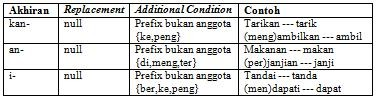 Akhiran Replacement Additional Condition Contoh
kan- null Prefix bukan anggota Tarikan --- tarik
{ke,peng} (meng)ambilkan --- ambil
an- null Prefix bukan anggota Makanan --- makan
{di,meng,ter} (per)janjian --- janji
i- null Prefix bukan anggota Tandai --- tanda
{ber,ke,peng} (men)dapati --- dapat